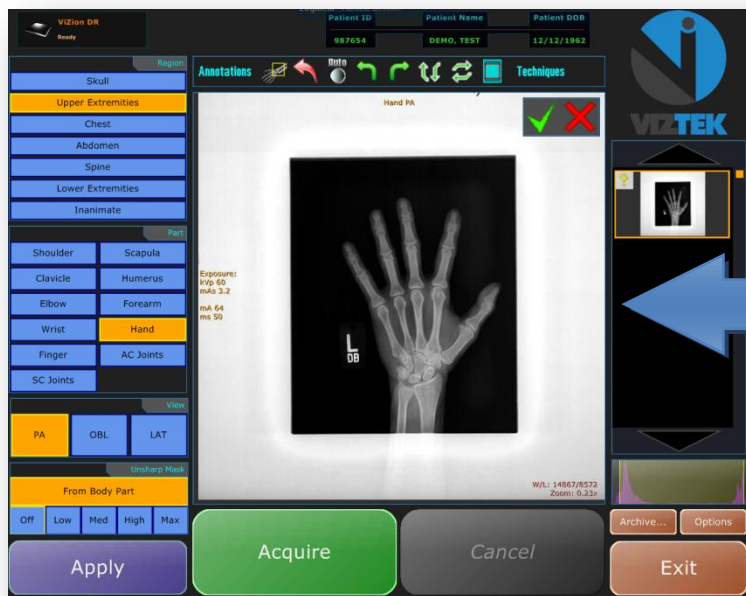 ViZion DR
Ready
Patient ID
Patient Name
Patient DOB
987654
DEMO, TEST
12/12/1962
Region
Skull
Upper Extremities
Chest
Abdomen
Spine
Lower Extremities
Inanimate
Part
Shoulder
Scapula
Clavicle
Humerus
Elbow
Forearm
Wrist
Hand
Finger
AC Joints
SC Joints
View
PA
OBL
LAT
Unsharp Mask
From Body Part
Off
Low
Med
High
Max
Apply
Annotations
Auto
Techniques
Hand PA
Exposure:
kVp 60
mAs 3.2
mA 64
ms 50
L
DB
W/L: 14867/8572
Zoom: 0.23x
Acquire
Cancel
VIZTEK
?
Archive...
Options
Exit